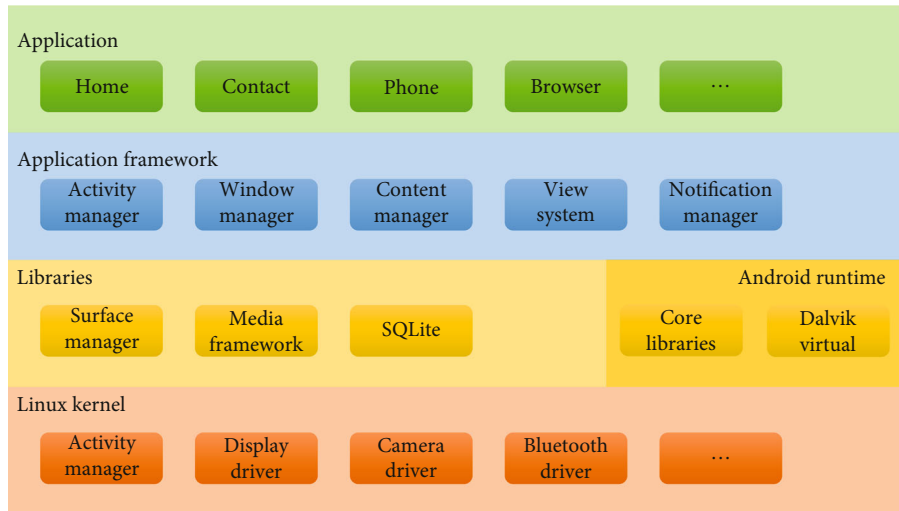 Application
Home
Contact
Phone
Browser
...
Application framework
Activity
manager
Window
manager
Content
manager
View
system
Notification
manager
Libraries
Android runtime
Surface
manager
Media
framework
SQLite
Core
libraries
Dalvik
virtual
Linux kernel
Activity
manager
Display
driver
Camera
driver
Bluetooth
driver
...